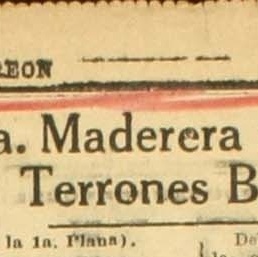 REON
a. Maderera
Terrones B
la 1a. Plana).
De